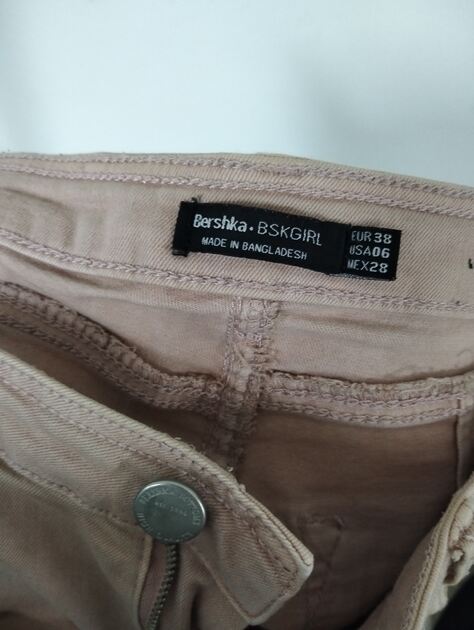 Bershka • BSKGIRL
MADE IN BANGLADESH
EUR 38
USA 06
MEX 28